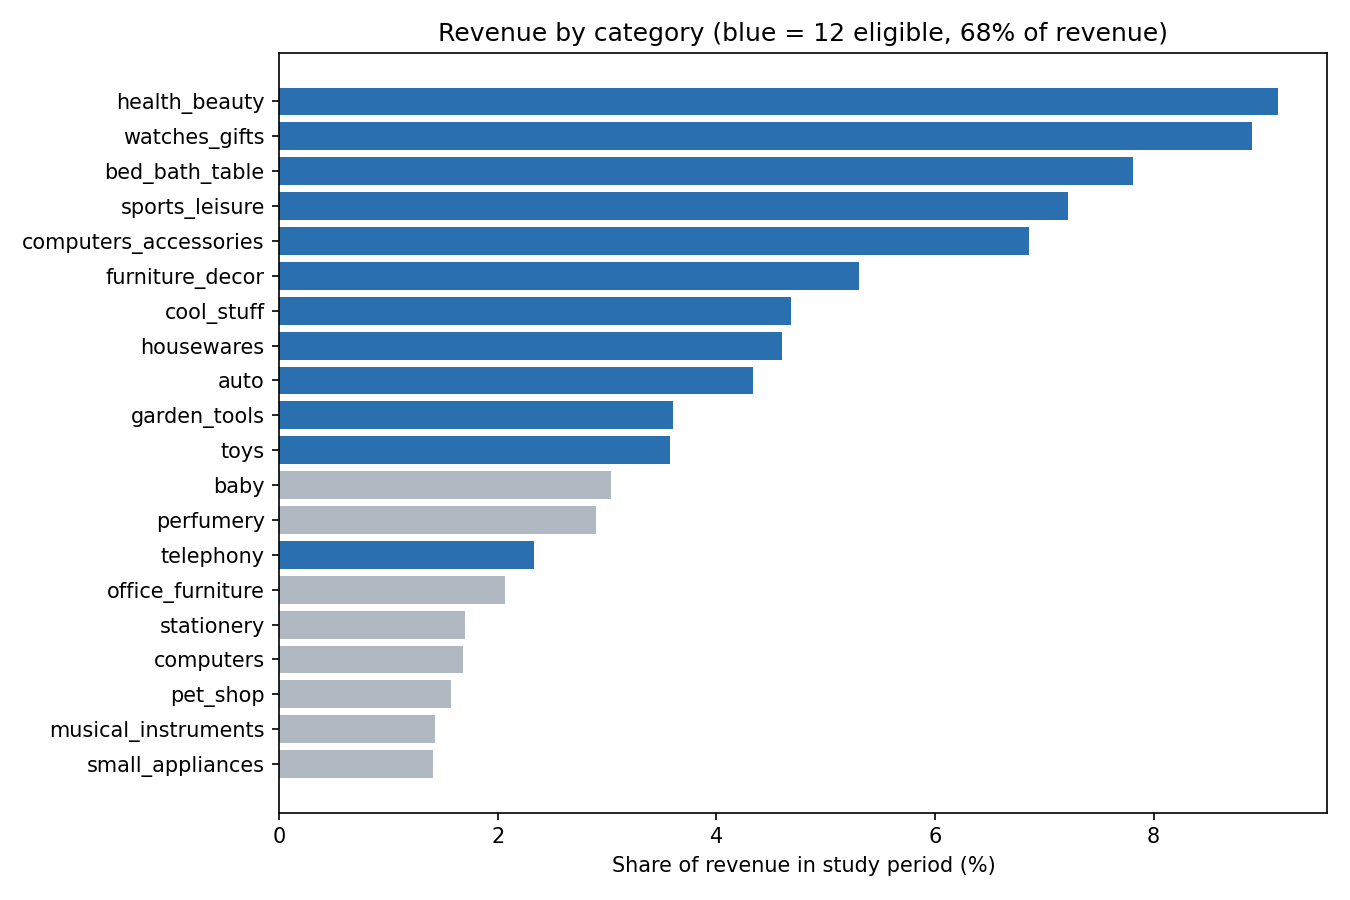 Revenue by category (blue = 12 eligible, 68% of revenue)
health_beauty
watches_gifts
bed_bath_table
sports_leisure
computers_accessories
furniture_decor
cool_stuff
housewares
auto
garden_tools
toys
baby
perfumery
telephony
office_furniture
stationery
computers
pet_shop
musical_instruments
small_appliances
0 2 4 6 8
Share of revenue in study period (%)